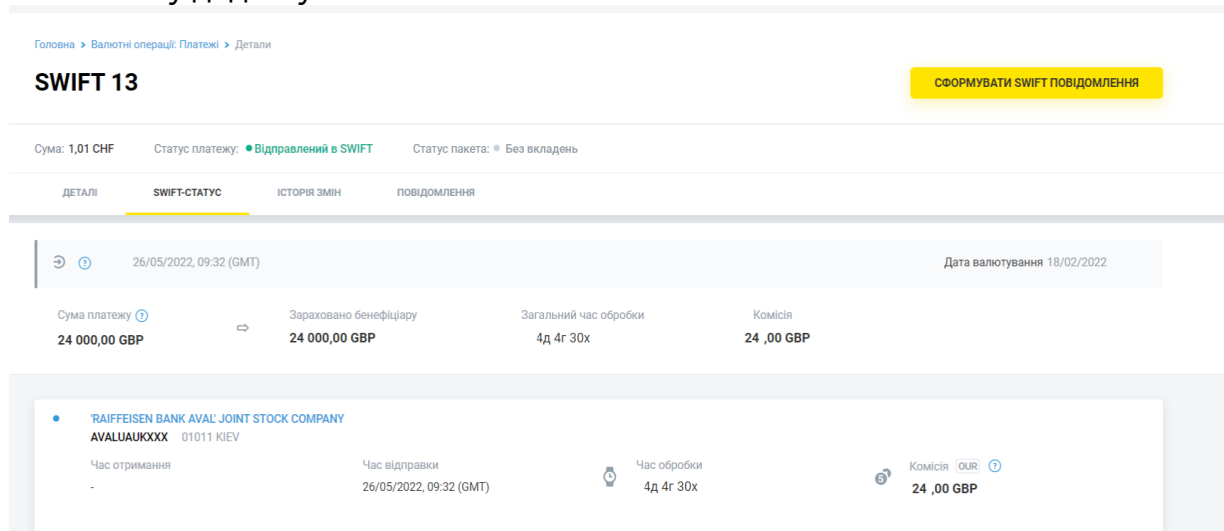 Головна > Валютні операції: Платежі > Детали
SWIFT 13
СФОРМУВАТИ SWIFT ПОВІДОМЛЕННЯ
Сума: 1,01 CHF Статус платежу: Відправлений в SWIFT Статус пакета: Без вкладень
ДЕТАЛІ SWIFT-СТАТУС ІСТОРІЯ ЗМІН ПОВІДОМЛЕННЯ
26/05/2022, 09:32 (GMT) Дата валютування 18/02/2022
Сума платежу Зараховано бенефіціару Загальний час обробки Комісія
24 000,00 GBP ⇨ 24 000,00 GBP 4д 4г 30х 24 ,00 GBP
'RAIFFEISEN BANK AVAL' JOINT STOCK COMPANY
AVALUAUKXXX 01011 KIEV
Час отримання Час відправки Час обробки Комісія OUR
- 26/05/2022, 09:32 (GMT) 4д 4г 30х 24 ,00 GBP